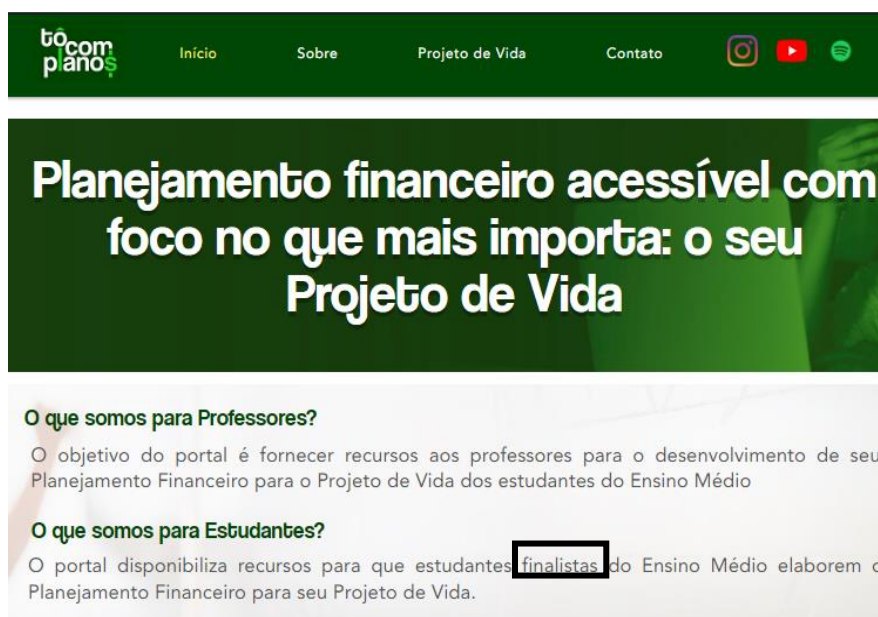 tô com
planos
Início Sobre Projeto de Vida Contato
Planejamento financeiro acessível com
foco no que mais importa: o seu
Projeto de Vida
O que somos para Professores?
O objetivo do portal é fornecer recursos aos professores para o desenvolvimento de seu
Planejamento Financeiro para o Projeto de Vida dos estudantes do Ensino Médio
O que somos para Estudantes?
O portal disponibiliza recursos para que estudantes finalistas do Ensino Médio elaborem o
Planejamento Financeiro para seu Projeto de Vida.